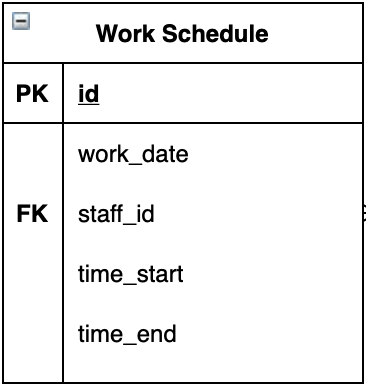 Work Schedule
PK id
work_date
FK staff_id
time_start
time_end